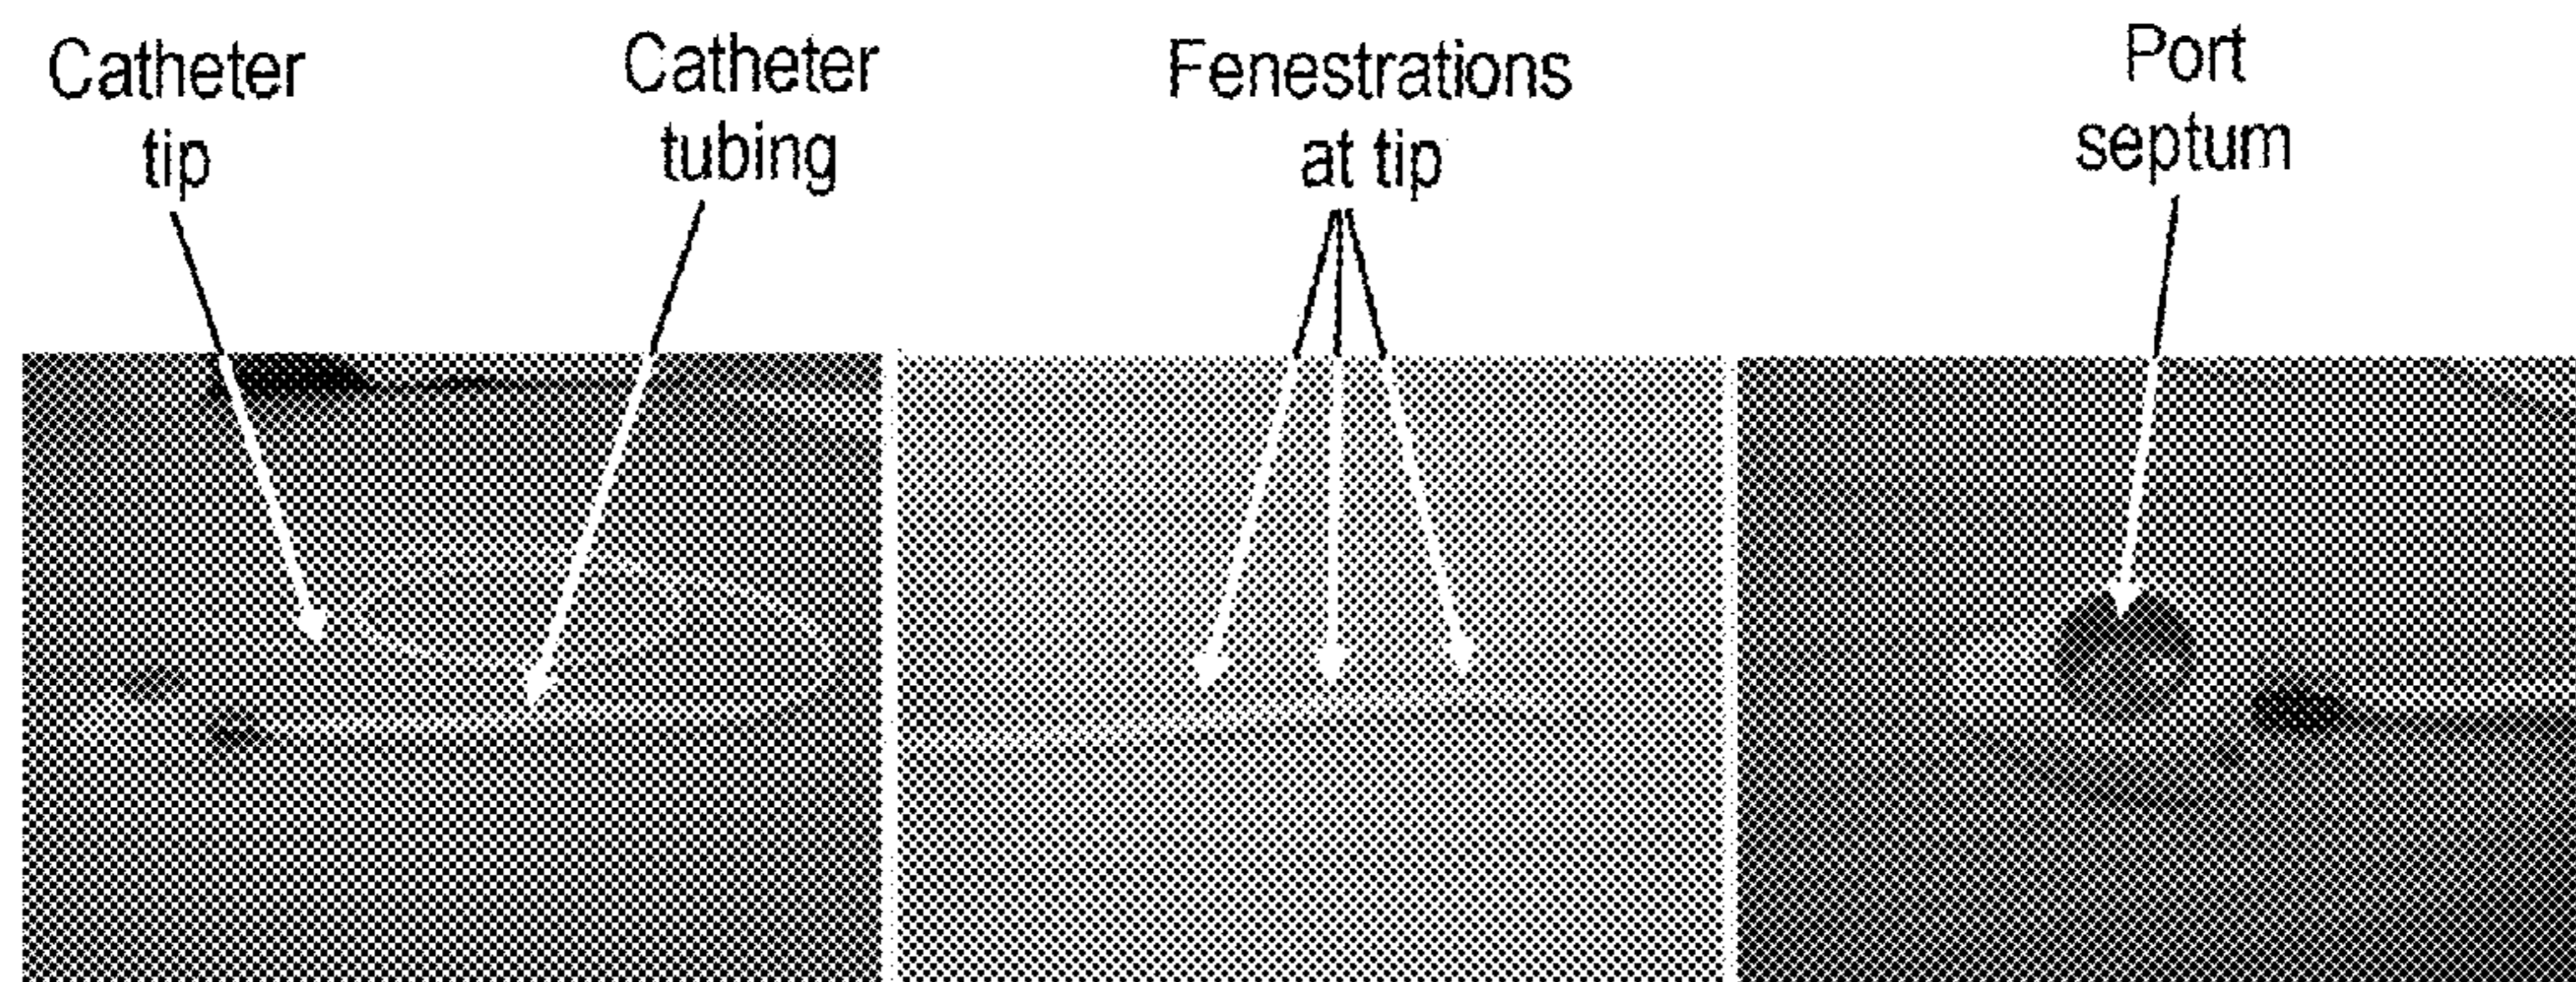 Catheter
tip
Catheter
tubing
Fenestrations
at tip
Port
septum